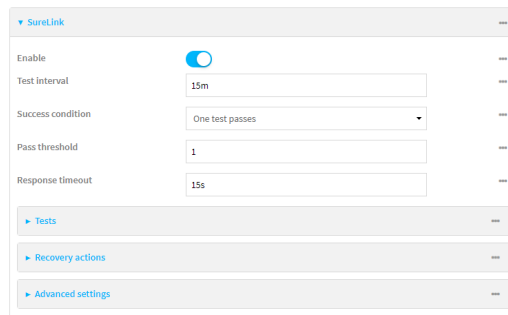 SureLink
Enable
Test interval
15m
Success condition
One test passes
Pass threshold
1
Response timeout
15s
Tests
Recovery actions
Advanced settings